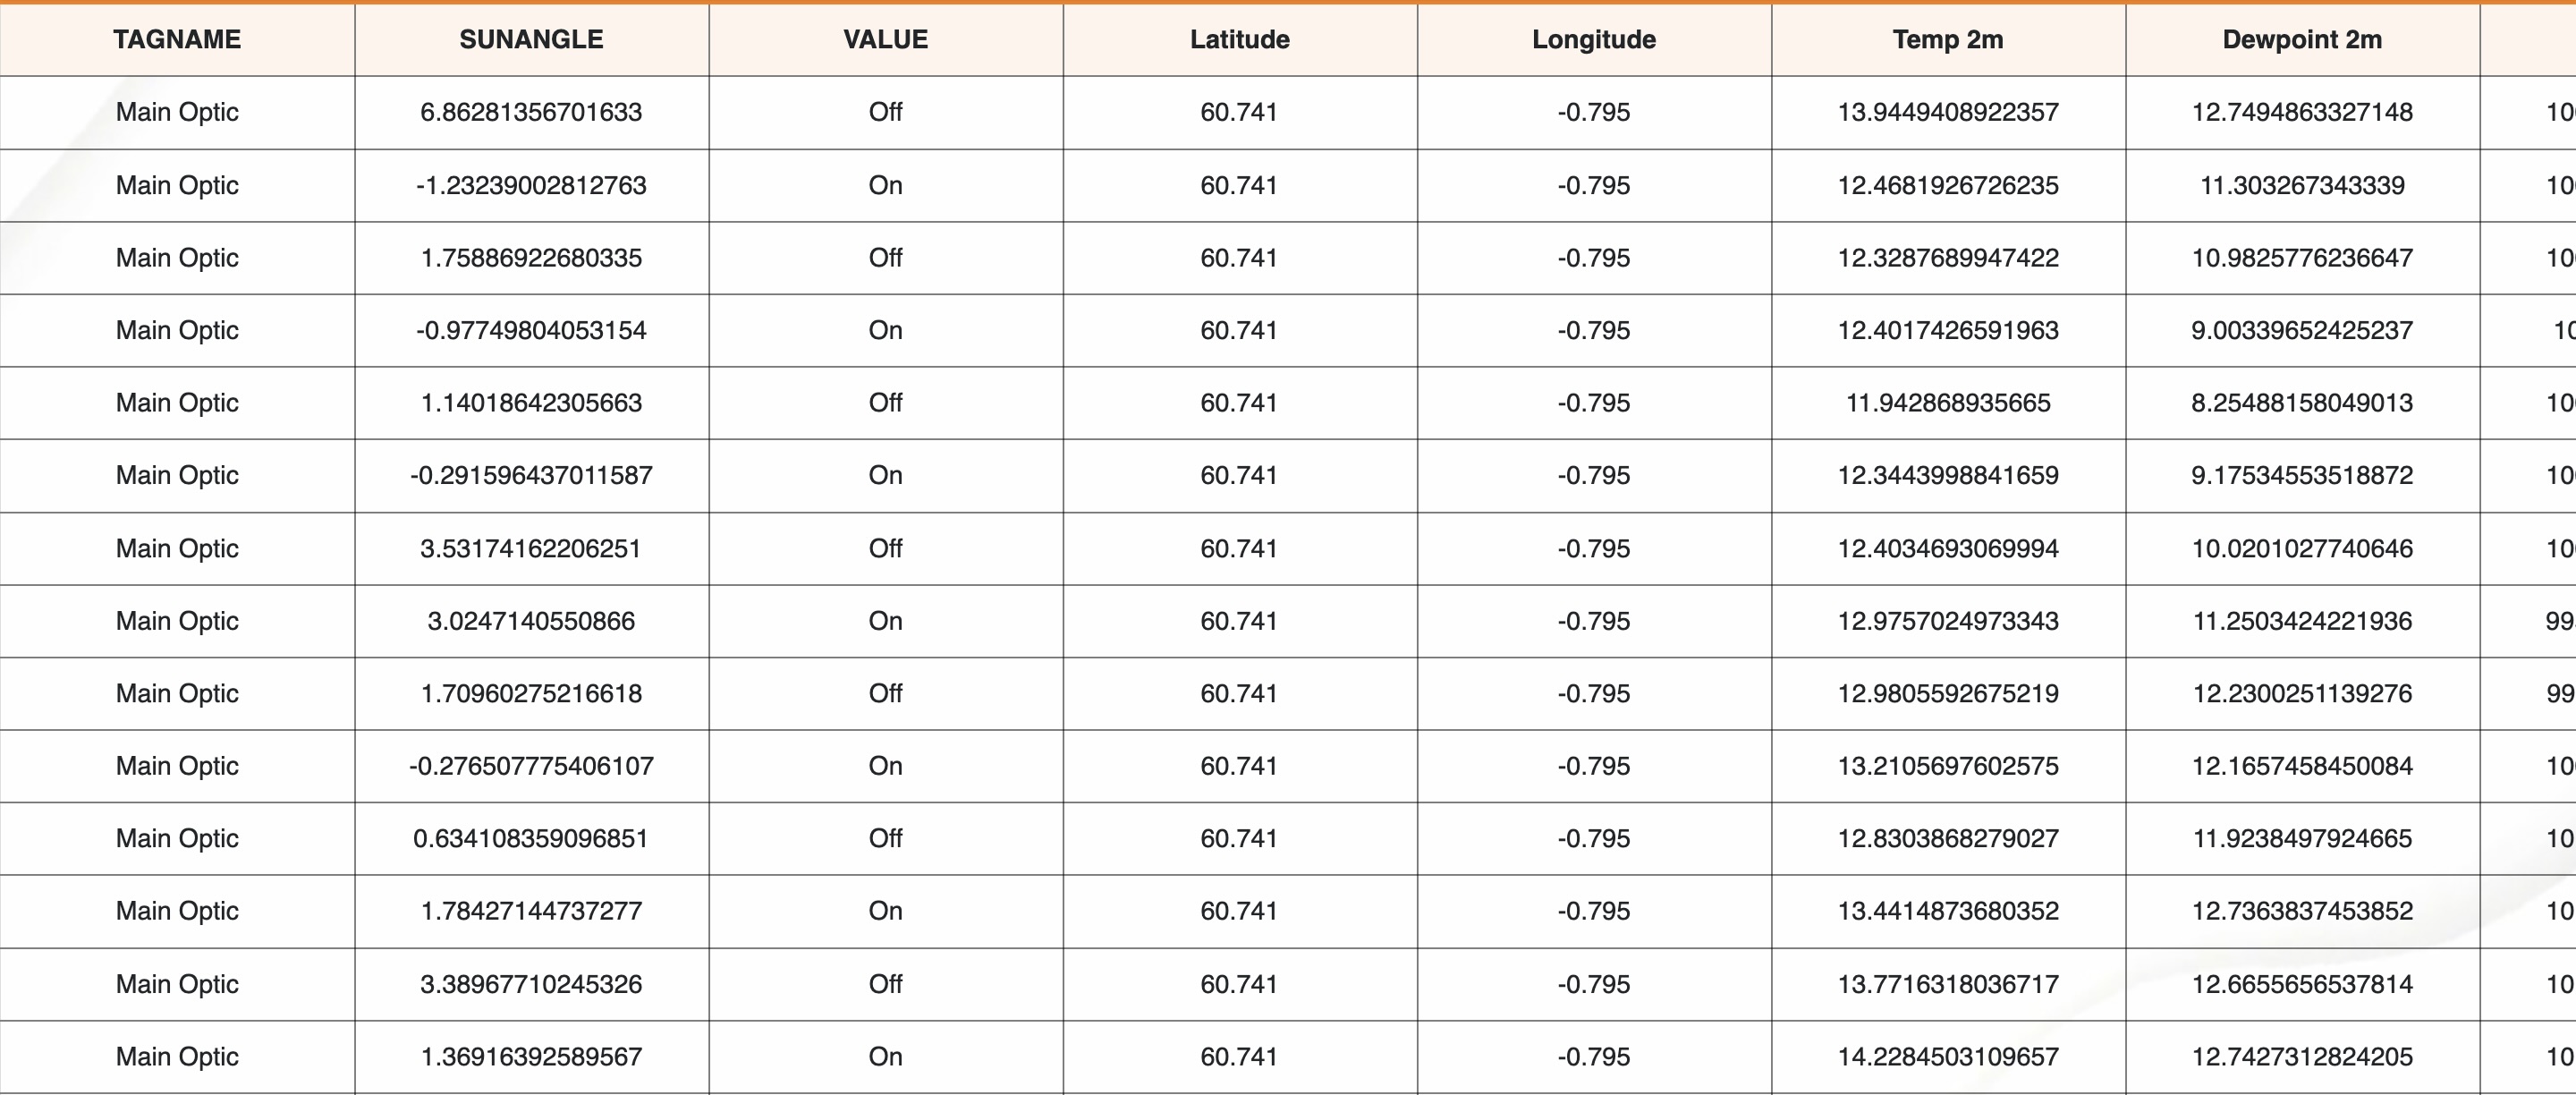 TAGNAME SUNANGLE VALUE Latitude Longitude Temp 2m Dewpoint 2m
Main Optic 6.86281356701633 Off 60.741 -0.795 13.9449408922357 12.7494863327148 10
Main Optic -1.23239002812763 On 60.741 -0.795 12.4681926726235 11.303267343339 10
Main Optic 1.75886922680335 Off 60.741 -0.795 12.3287689947422 10.9825776236647 10
Main Optic -0.97749804053154 On 60.741 -0.795 12.4017426591963 9.00339652425237 10
Main Optic 1.14018642305663 Off 60.741 -0.795 11.942868935665 8.25488158049013 10
Main Optic -0.291596437011587 On 60.741 -0.795 12.3443998841659 9.17534553518872 10
Main Optic 3.53174162206251 Off 60.741 -0.795 12.4034693069994 10.0201027740646 10
Main Optic 3.0247140550866 On 60.741 -0.795 12.9757024973343 11.2503424221936 99
Main Optic 1.70960275216618 Off 60.741 -0.795 12.9805592675219 12.2300251139276 99
Main Optic -0.276507775406107 On 60.741 -0.795 13.2105697602575 12.1657458450084 10
Main Optic 0.634108359096851 Off 60.741 -0.795 12.8303868279027 11.9238497924665 10
Main Optic 1.78427144737277 On 60.741 -0.795 13.4414873680352 12.7363837453852 10
Main Optic 3.38967710245326 Off 60.741 -0.795 13.7716318036717 12.6655656537814 10
Main Optic 1.36916392589567 On 60.741 -0.795 14.2284503109657 12.7427312824205 10